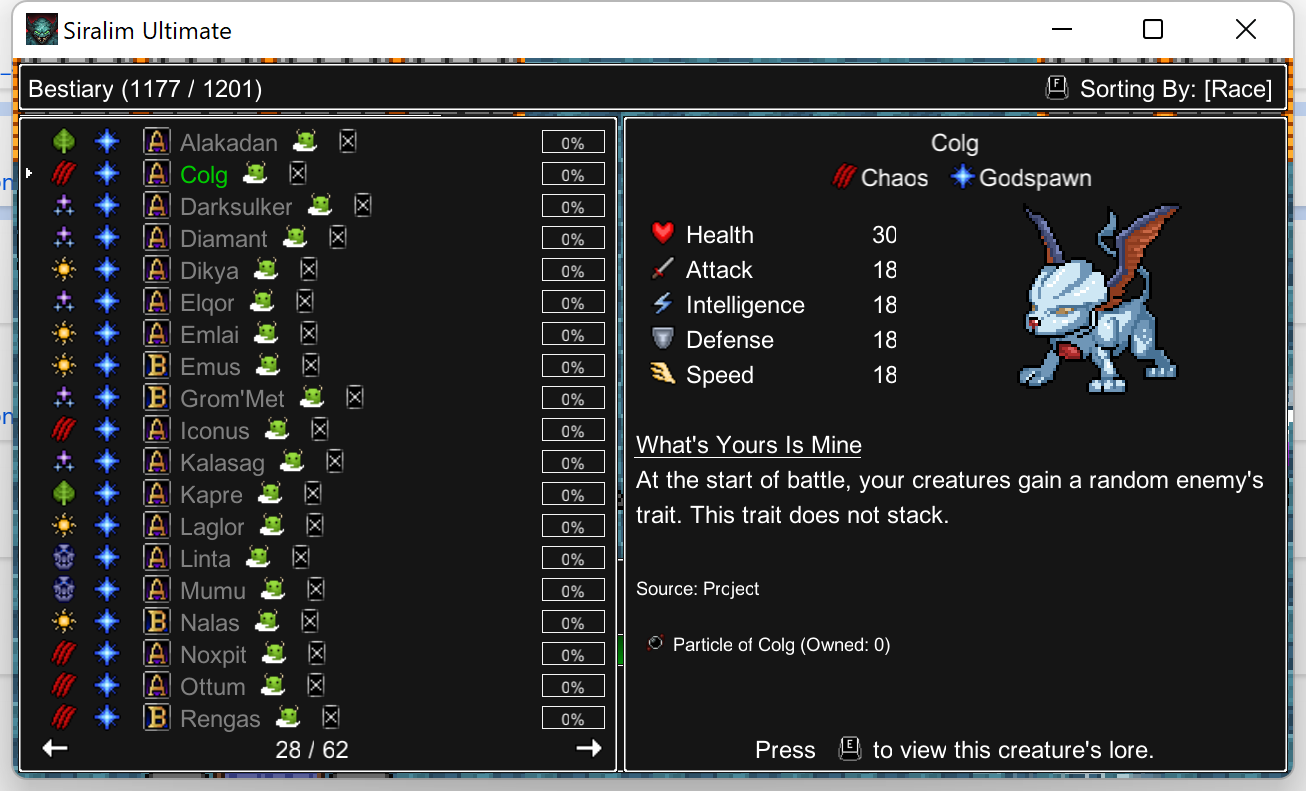 Siralim Ultimate
Bestiary (1177 / 1201)
F Sorting By: [Race]
A Alakadan 0%
A Colg 0%
A Darksulker 0%
A Diamant 0%
A Dikya 0%
A Elqor 0%
A Emlai 0%
B Emus 0%
B Grom'Met 0%
A Iconus 0%
A Kalasag 0%
A Kapre 0%
A Laglor 0%
A Linta 0%
A Mumu 0%
B Nalas 0%
A Noxpit 0%
A Ottum 0%
B Rengas 0%
28 / 62
Colg
Chaos Godspawn
Health 30
Attack 18
Intelligence 18
Defense 18
Speed 18
What's Yours Is Mine
At the start of battle, your creatures gain a random enemy's
trait. This trait does not stack.
Source: Project
Particle of Colg (Owned: 0)
Press E to view this creature's lore.